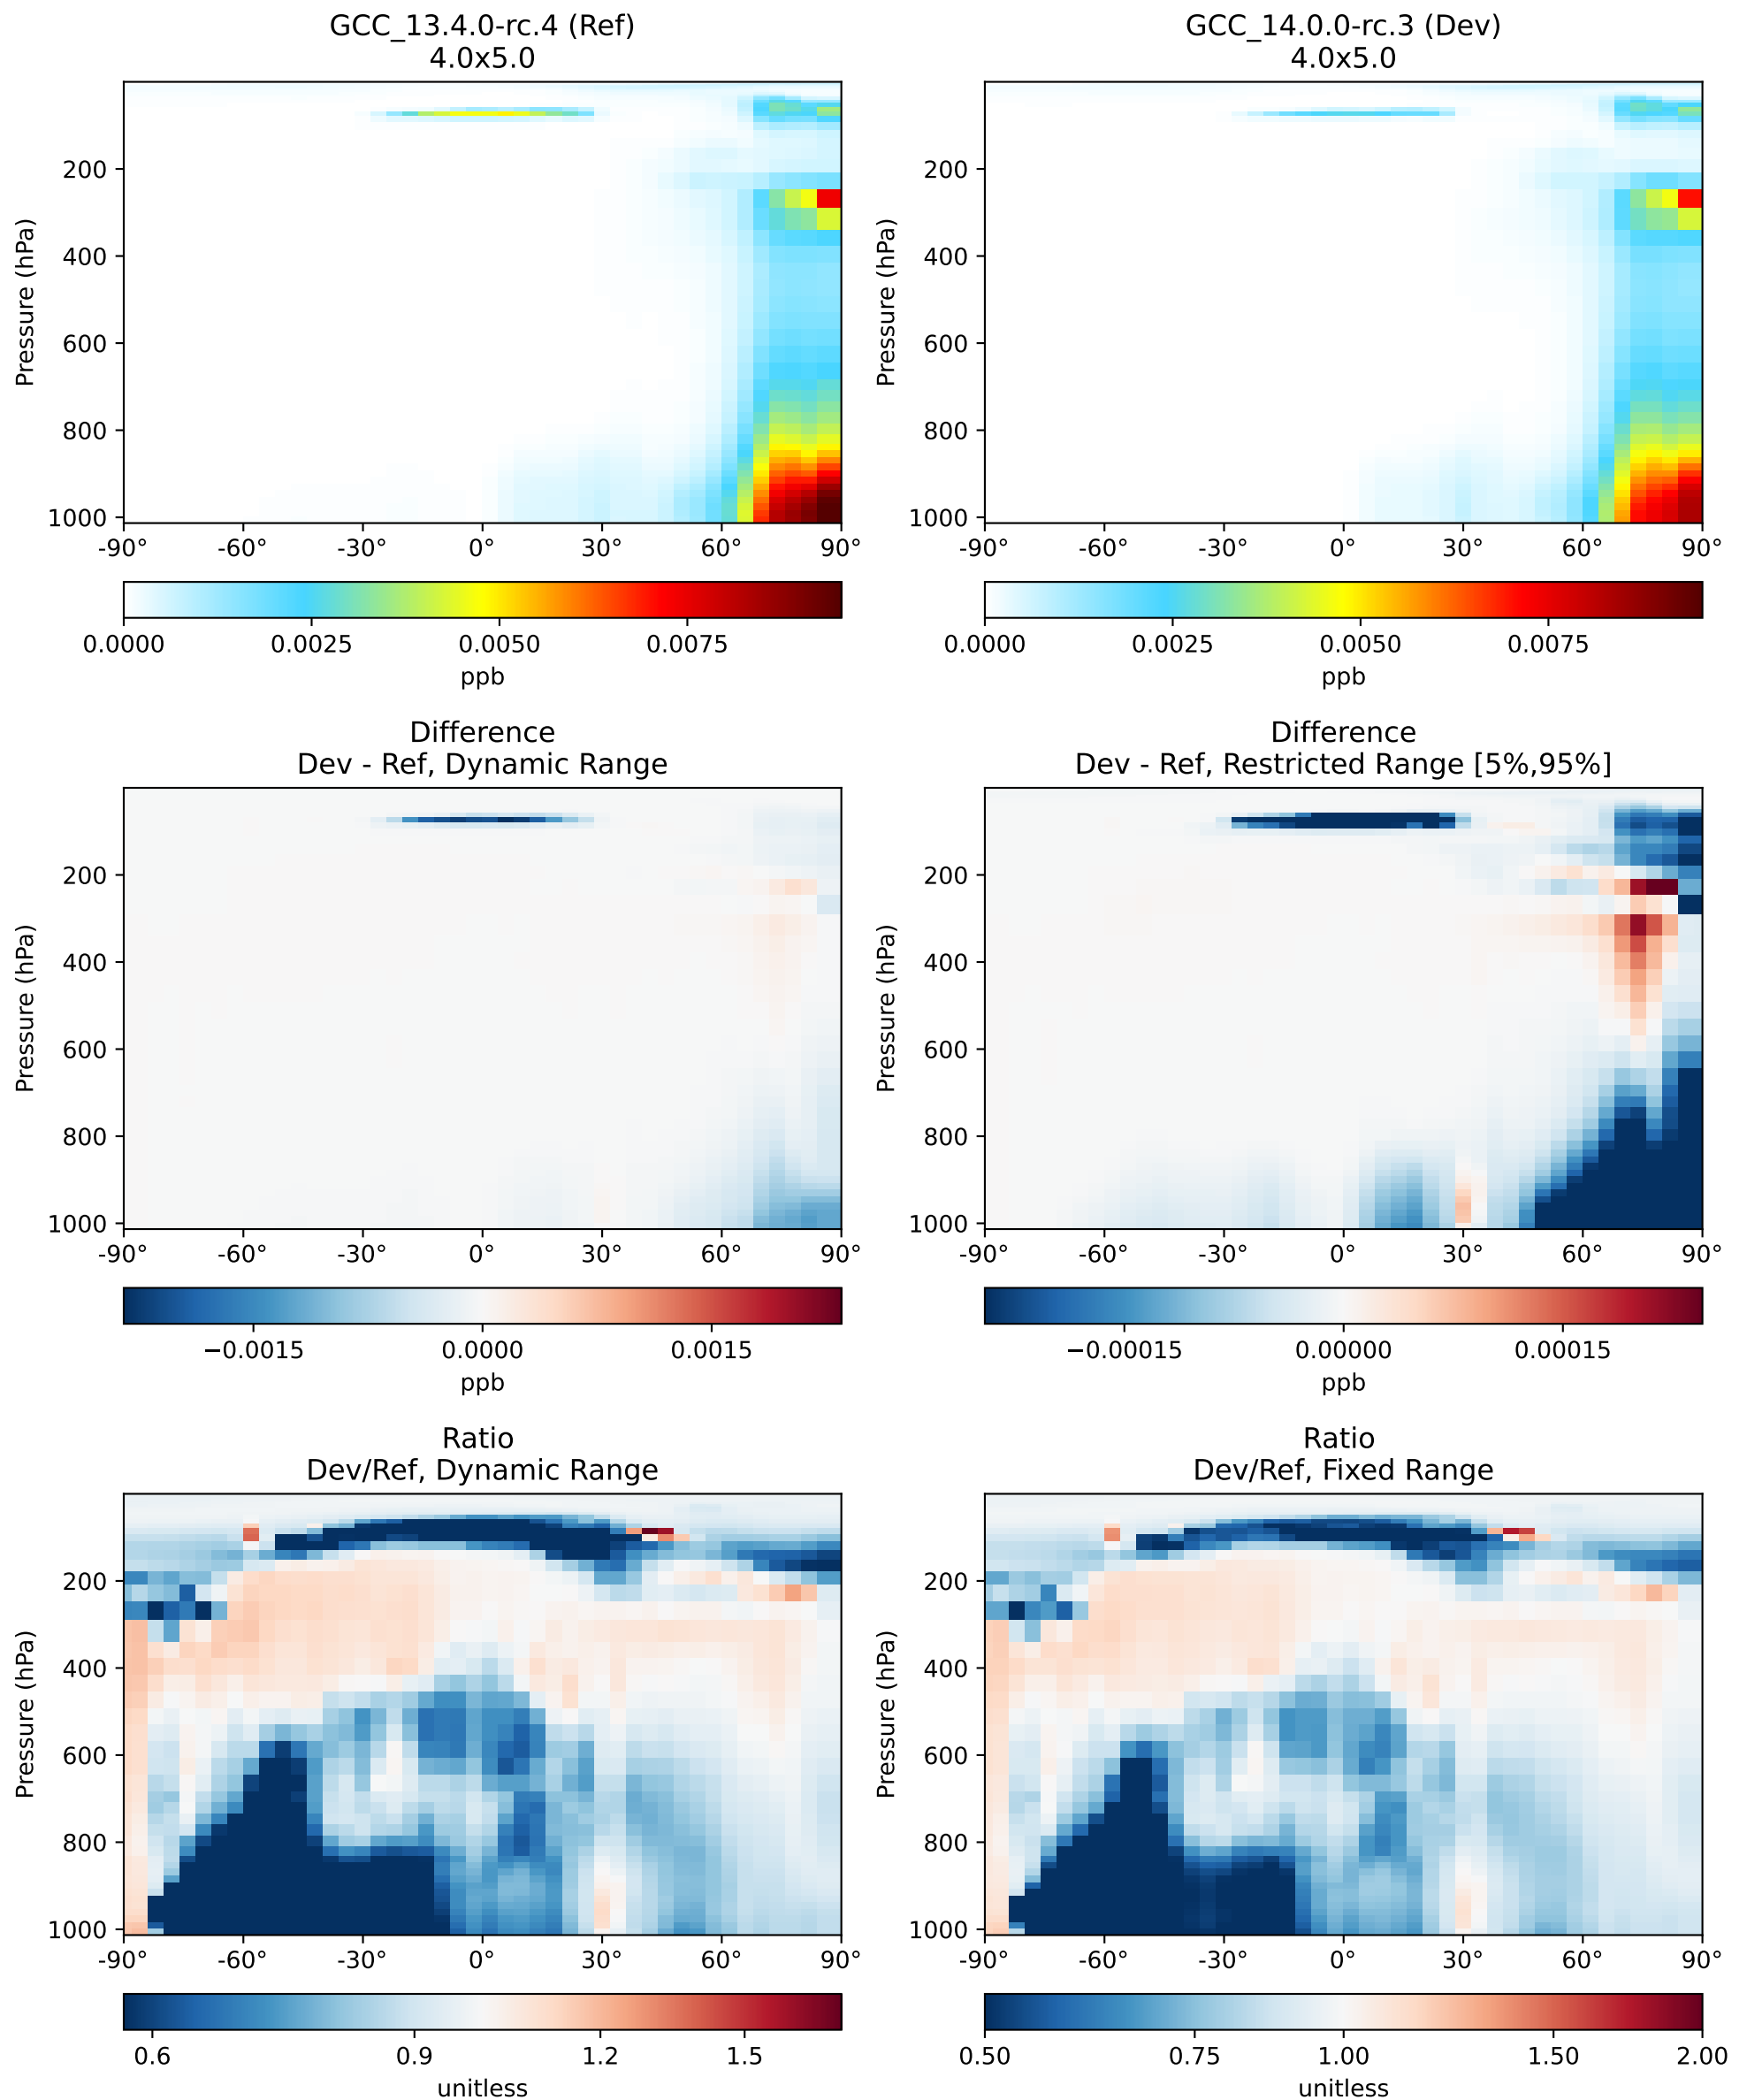 GCC_13.4.0-rc.4 (Ref)
4.0x5.0
Pressure (hPa)
200
400
600
800
1000
-90° -60° -30° 0° 30° 60° 90°
0.0000 0.0025 0.0050 0.0075
ppb
GCC_14.0.0-rc.3 (Dev)
4.0x5.0
Pressure (hPa)
200
400
600
800
1000
-90° -60° -30° 0° 30° 60° 90°
0.0000 0.0025 0.0050 0.0075
ppb
Difference
Dev - Ref, Dynamic Range
Pressure (hPa)
200
400
600
800
1000
-90° -60° -30° 0° 30° 60° 90°
−0.0015 0.0000 0.0015
ppb
Difference
Dev - Ref, Restricted Range [5%,95%]
Pressure (hPa)
200
400
600
800
1000
-90° -60° -30° 0° 30° 60° 90°
−0.00015 0.00000 0.00015
ppb
Ratio
Dev/Ref, Dynamic Range
Pressure (hPa)
200
400
600
800
1000
-90° -60° -30° 0° 30° 60° 90°
0.6 0.9 1.2 1.5
unitless
Ratio
Dev/Ref, Fixed Range
Pressure (hPa)
200
400
600
800
1000
-90° -60° -30° 0° 30° 60° 90°
0.50 0.75 1.00 1.50 2.00
unitless